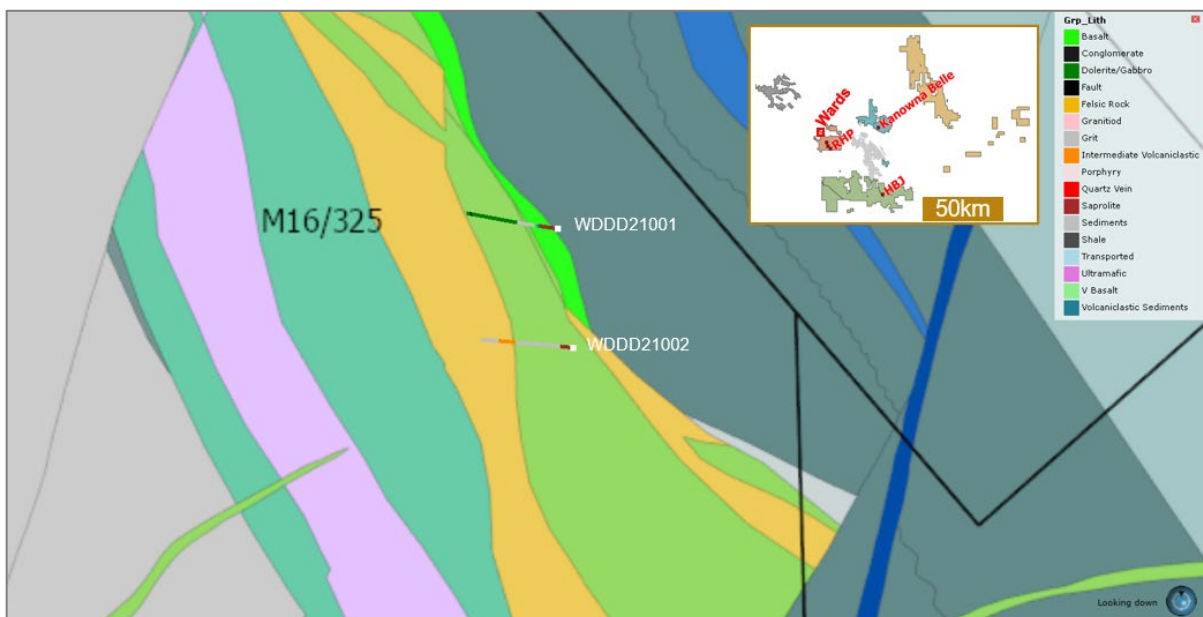 M16/325
WDDD21001
WDDD21002
Wards
RHP
Kanowna Belle
HBJ
50km
Grp_Lith
Basalt
Conglomerate
Dolerite/Gabbro
Fault
Felsic Rock
Granitiod
Grit
Intermediate Volcaniclastic
Porphyry
Quartz Vein
Saprolite
Sediments
Shale
Transported
Ultramafic
V Basalt
Volcaniclastic Sediments
Looking down